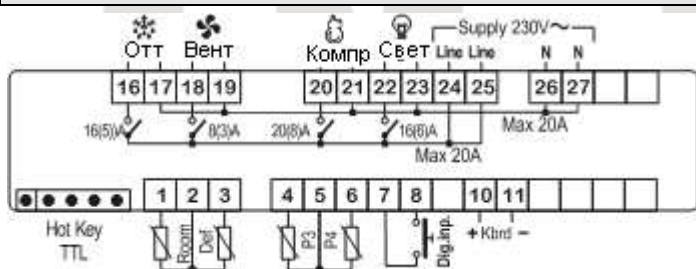 Supply 230V~
Отт Вент Компр Свет Line Line N N
16 17 18 19 20 21 22 23 24 25 26 27
16(5))A 8(3)A 20(8)A 16(6)A Max 20A
Max 20A
1 2 3 4 5 6 7 8 10 11
Room Def P3 P4 Dig.inp. + Kbrd −
Hot Key
TTL